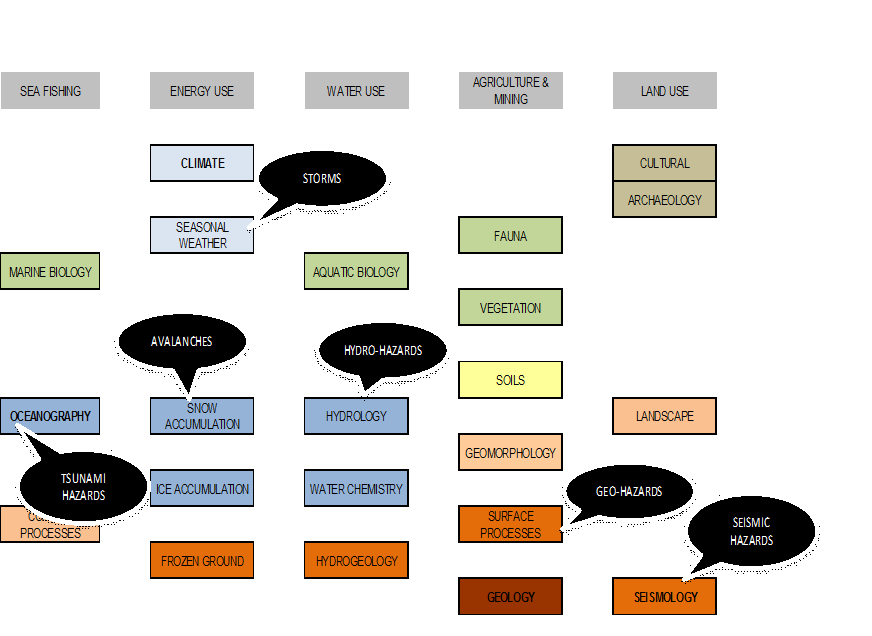 SEA FISHING
ENERGY USE
WATER USE
AGRICULTURE &
MINING
LAND USE
CLIMATE
CULTURAL
STORMS
ARCHAEOLOGY
SEASONAL
WEATHER
FAUNA
MARINE BIOLOGY
AQUATIC BIOLOGY
VEGETATION
AVALANCHES
HYDRO-HAZARDS
SOILS
OCEANOGRAPHY
SNOW
ACCUMULATION
HYDROLOGY
LANDSCAPE
GEOMORPHOLOGY
TSUNAMI
HAZARDS
ICE ACCUMULATION
WATER CHEMISTRY
GEO-HAZARDS
PROCESSES
SURFACE
PROCESSES
SEISMIC
HAZARDS
FROZEN GROUND
HYDROGEOLOGY
GEOLOGY
SEISMOLOGY